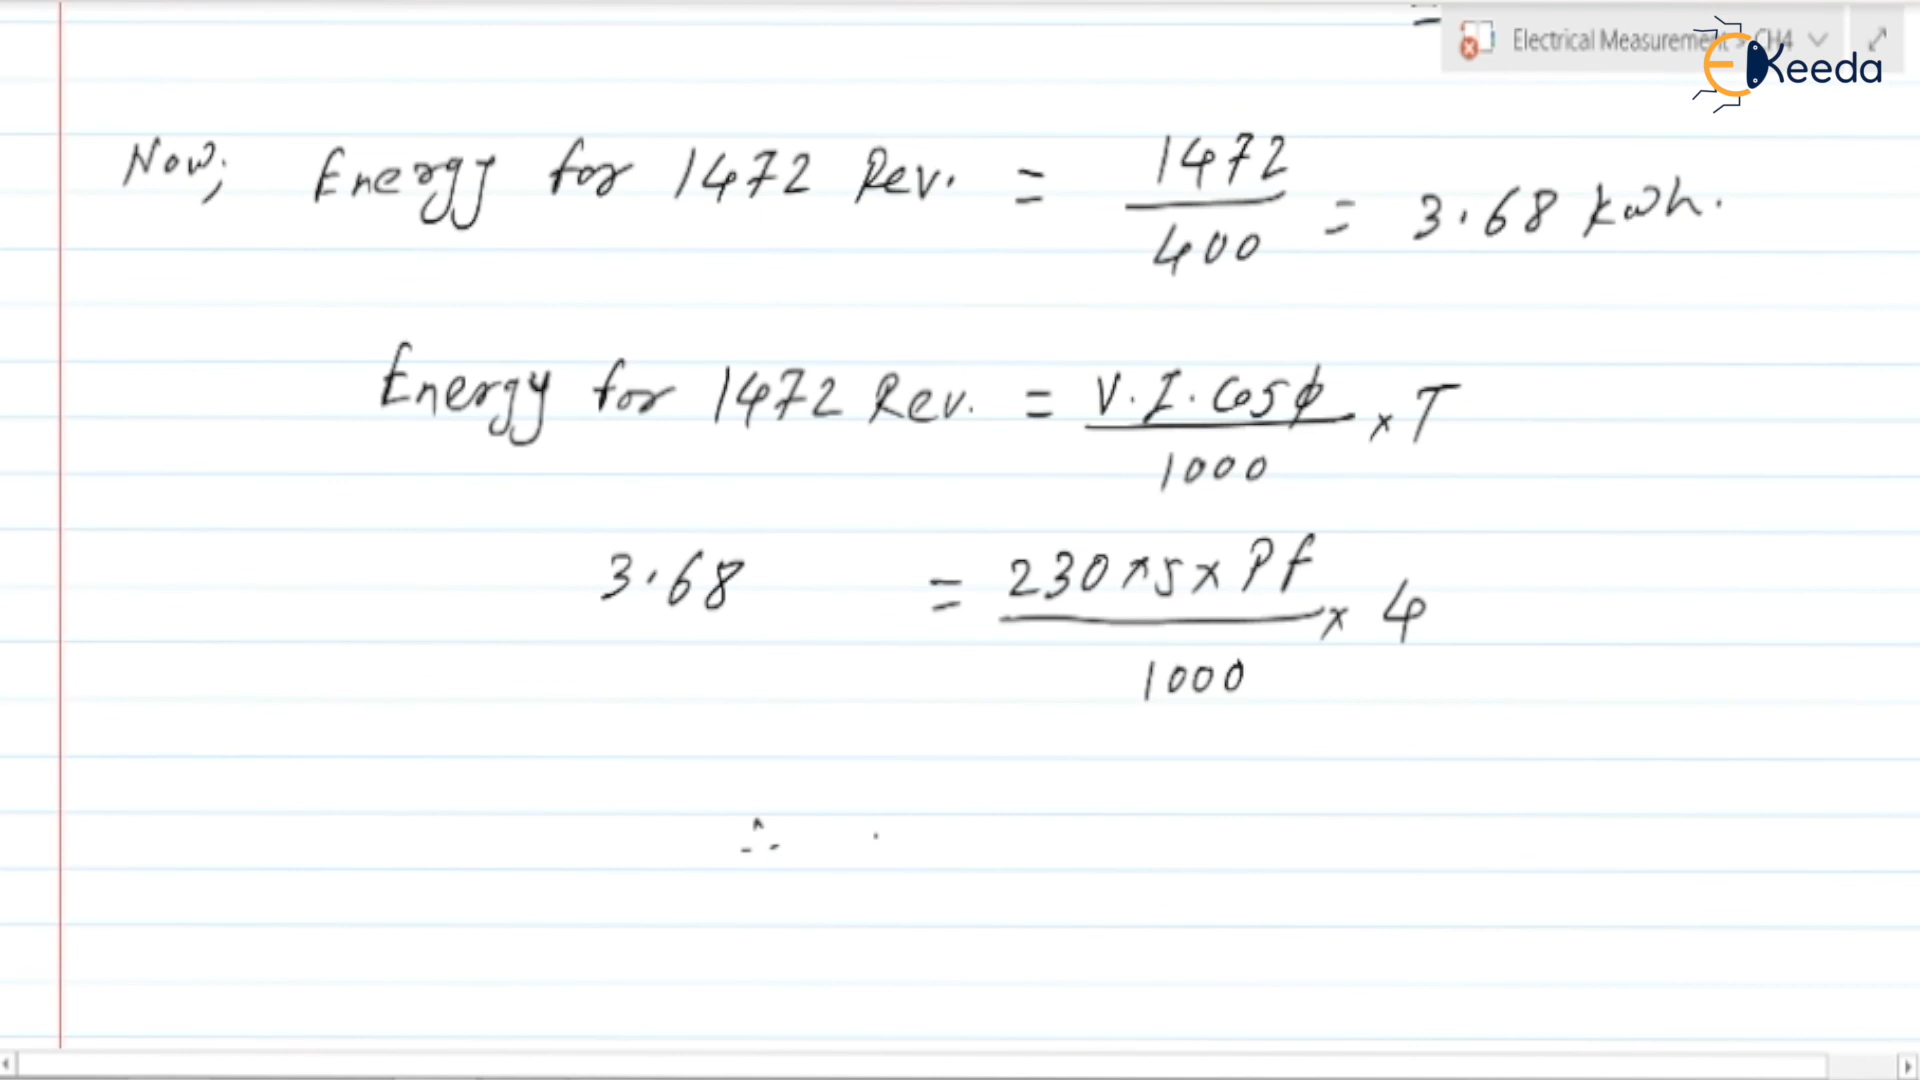 Electrical Measurement > CH4
EKeeda
Now; Energy for 1472 Rev. = 1472 / 400 = 3.68 kwh.
Energy for 1472 Rev. = V.I.Cosϕ / 1000 × T
3.68 = 230×5×Pf / 1000 × 4
∴